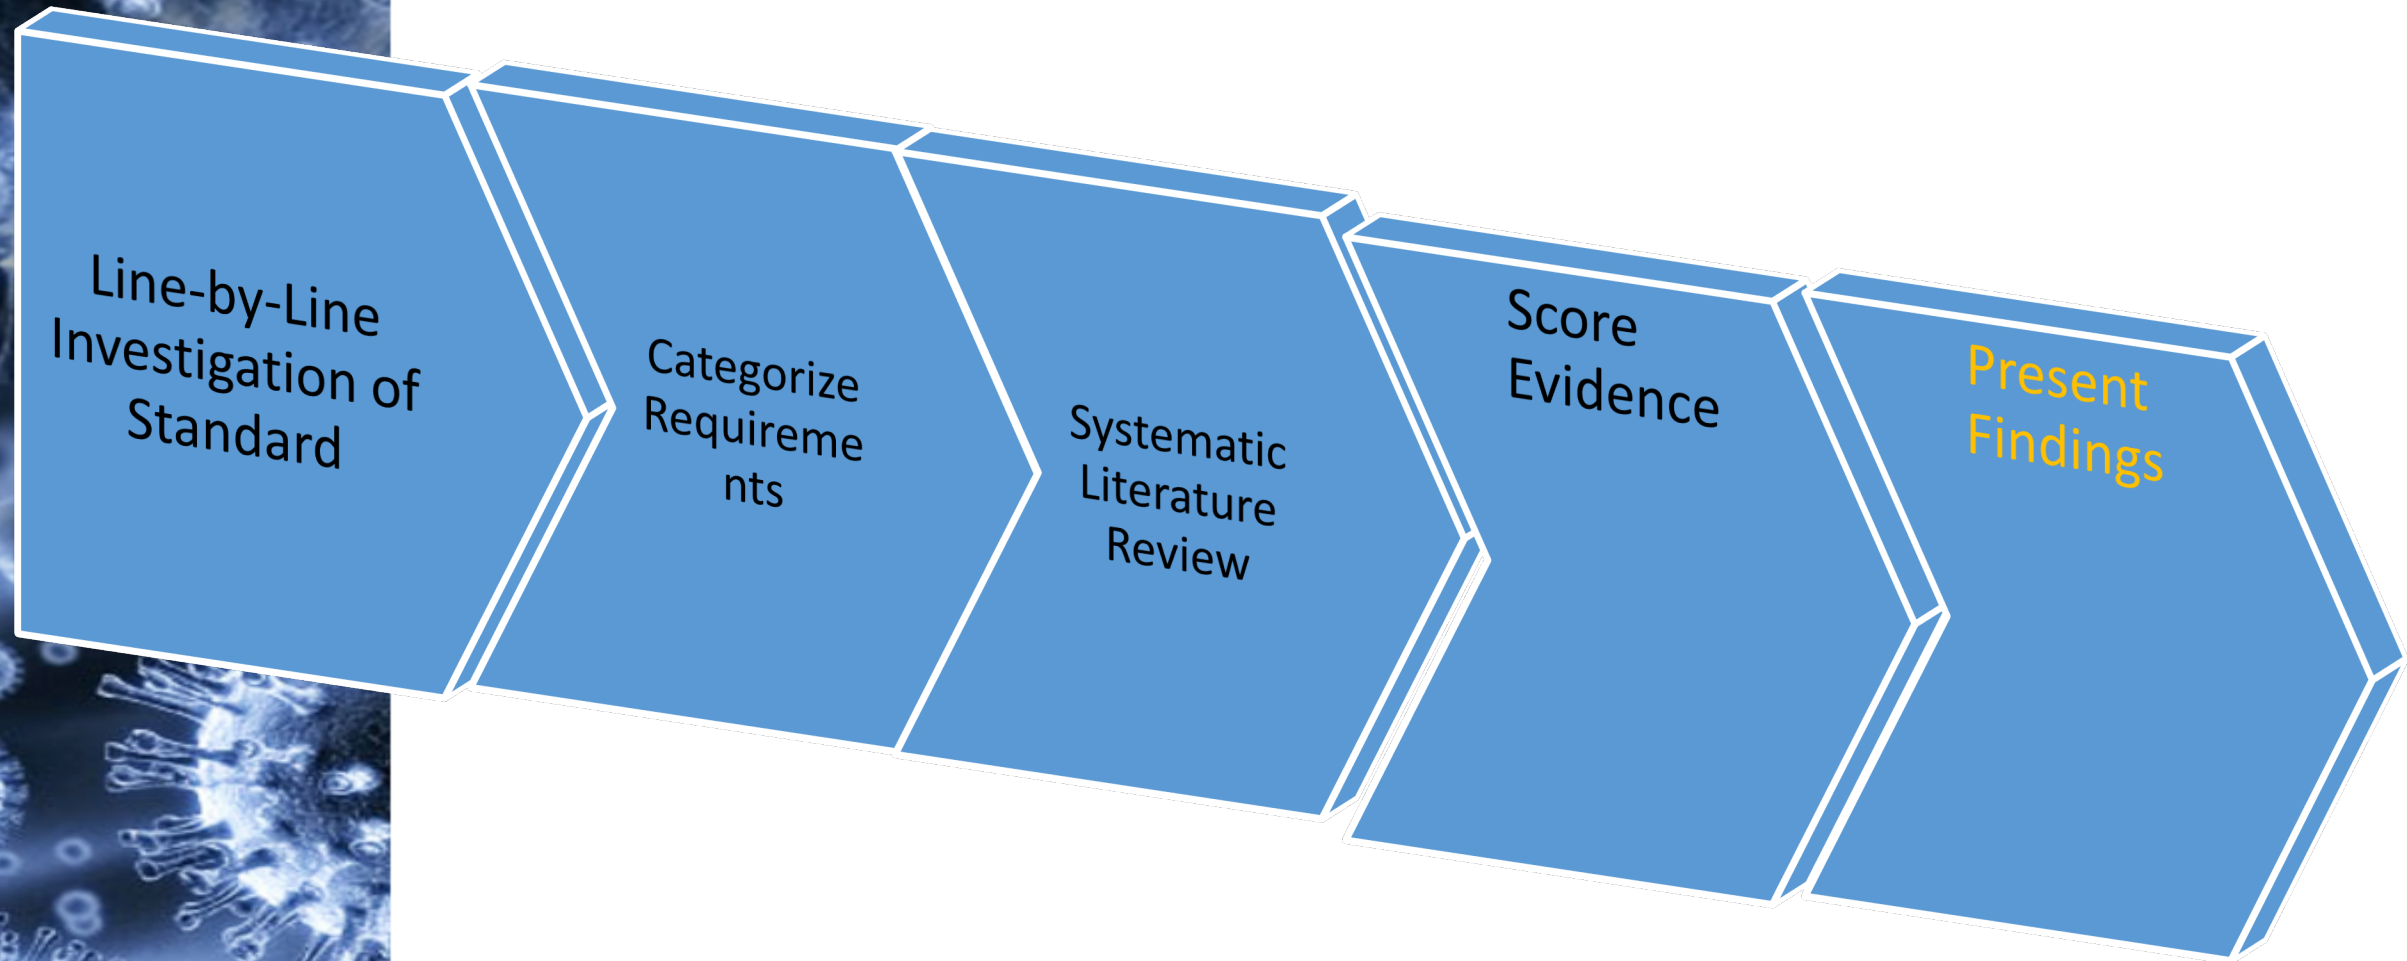 Line-by-Line
Investigation of
Standard
Categorize
Requireme
nts
Systematic
Literature
Review
Score
Evidence
Present
Findings